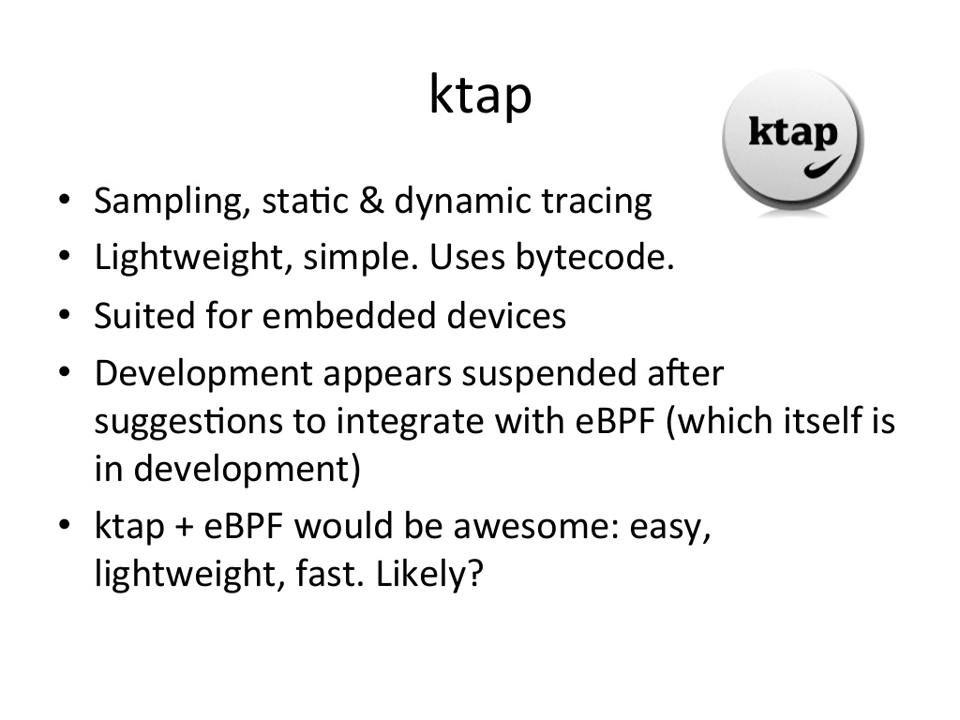 ktap
ktap
• Sampling, static & dynamic tracing
• Lightweight, simple. Uses bytecode.
• Suited for embedded devices
• Development appears suspended after
suggestions to integrate with eBPF (which itself is
in development)
• ktap + eBPF would be awesome: easy,
lightweight, fast. Likely?